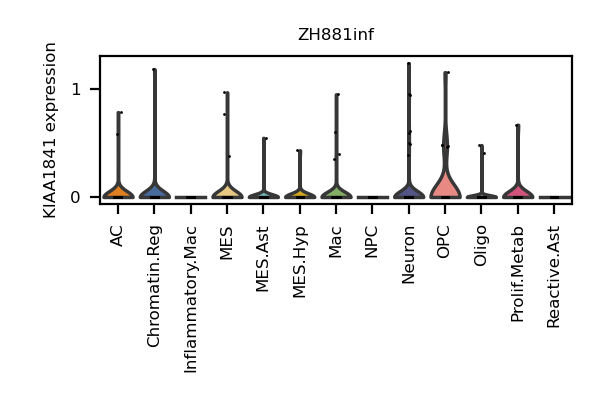 ZH881inf
KIAA1841 expression
1
0
AC
Chromatin.Reg
Inflammatory.Mac
MES
MES.Ast
MES.Hyp
Mac
NPC
Neuron
OPC
Oligo
Prolif.Metab
Reactive.Ast